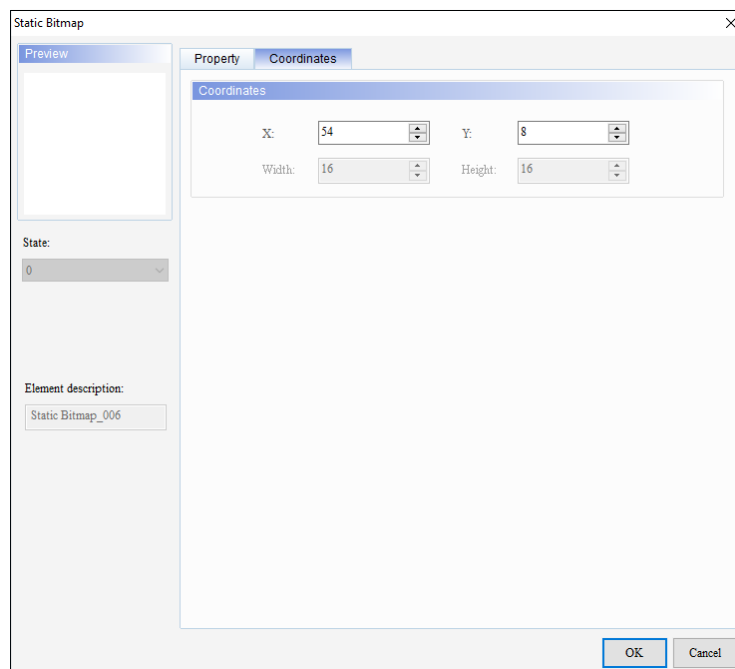 Static Bitmap
Preview
Property Coordinates
Coordinates
X: 54 Y: 8
Width: 16 Height: 16
State:
0
Element description:
Static Bitmap_006
OK Cancel